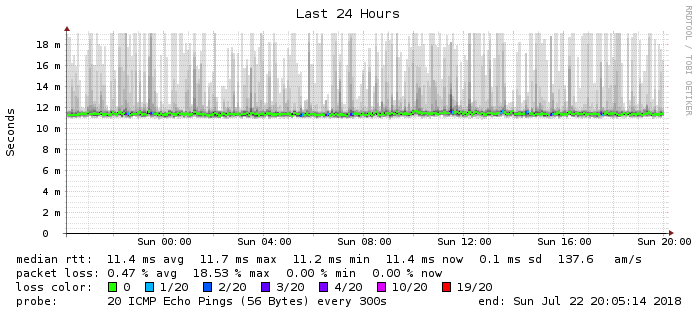 Last 24 Hours
RRDTOOL / TOBI OETIKER
Seconds
18 m
16 m
14 m
12 m
10 m
8 m
6 m
4 m
2 m
0
Sun 00:00 Sun 04:00 Sun 08:00 Sun 12:00 Sun 16:00 Sun 20:00
median rtt: 11.4 ms avg 11.7 ms max 11.2 ms min 11.4 ms now 0.1 ms sd 137.6 am/s
packet loss: 0.47 % avg 18.53 % max 0.00 % min 0.00 % now
loss color: 0 1/20 2/20 3/20 4/20 10/20 19/20
probe: 20 ICMP Echo Pings (56 Bytes) every 300s end: Sun Jul 22 20:05:14 2018